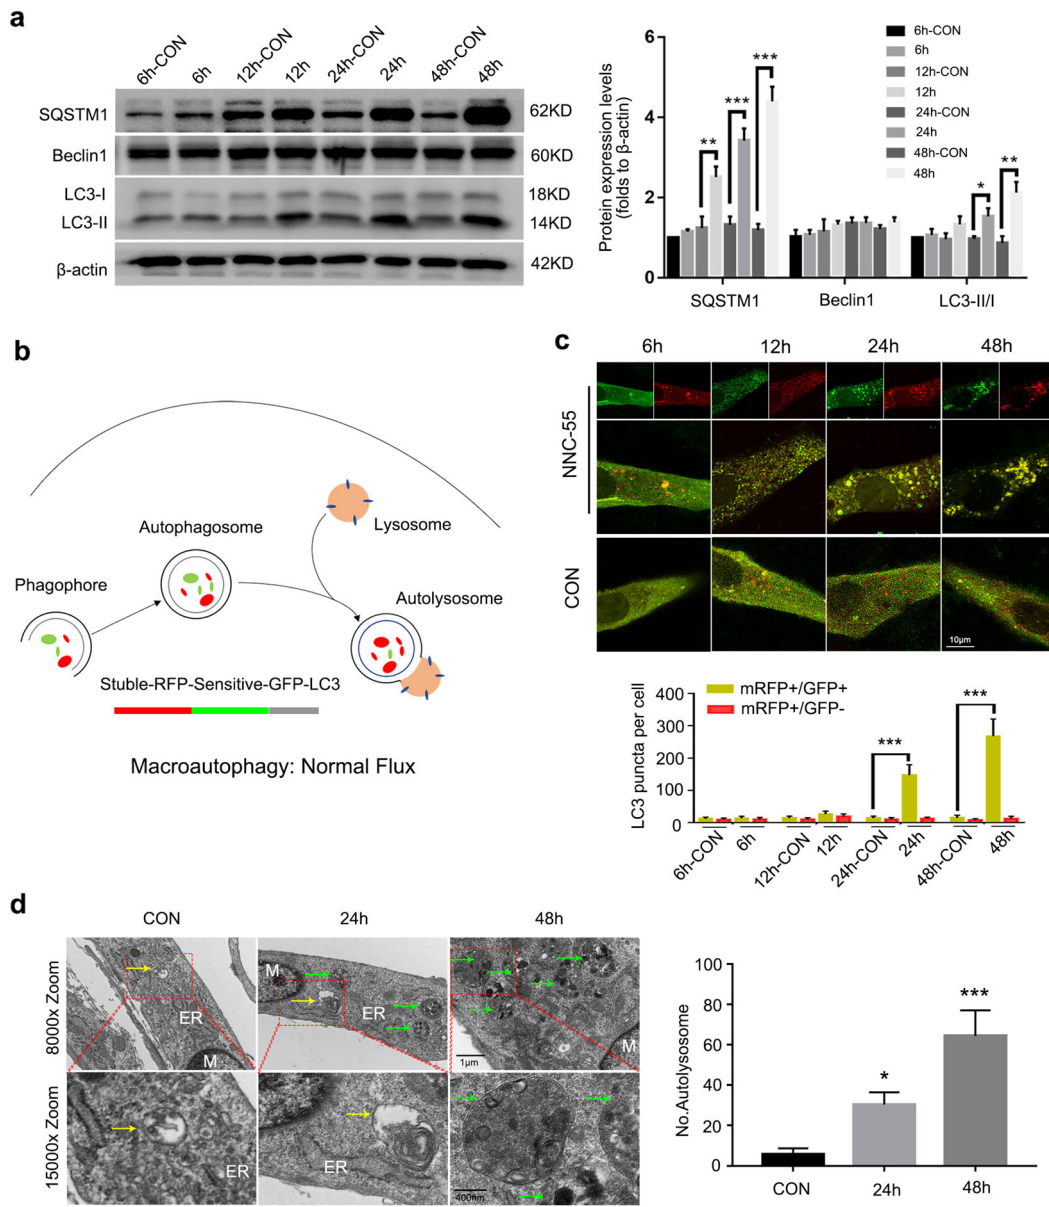 a
6h-CON 6h 12h-CON 12h 24h-CON 24h 48h-CON 48h
SQSTM1 62KD
Beclin1 60KD
LC3-I 18KD
LC3-II 14KD
β-actin 42KD
Protein expression levels
(folds to β-actin)
6
4
2
0
** *** *** * **
SQSTM1 Beclin1 LC3-II/I
6h-CON
6h
12h-CON
12h
24h-CON
24h
48h-CON
48h
b
Autophagosome
Lysosome
Phagophore
Autolysosome
Stuble-RFP-Sensitive-GFP-LC3
Macroautophagy: Normal Flux
c
6h 12h 24h 48h
NNC-55
CON
10μm
LC3 puncta per cell
400
300
200
100
0
mRFP+/GFP+
mRFP+/GFP-
*** ***
6h-CON 6h 12h-CON 12h 24h-CON 24h 48h-CON 48h
d
CON 24h 48h
8000x Zoom
ER
M
M
ER
M
1μm
15000x Zoom
ER
ER
400nm
No.Autolysosome
100
80
60
40
20
0
* ***
CON 24h 48h